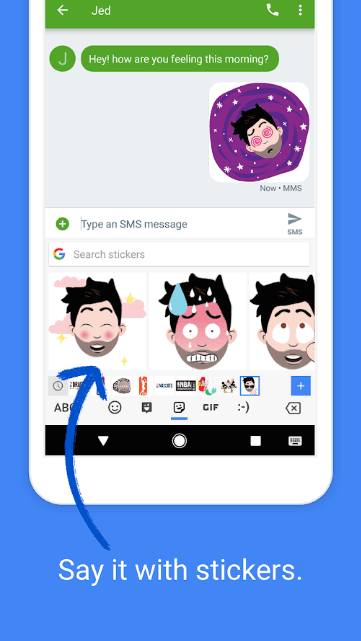 Jed
J
Hey! how are you feeling this morning?
Now • MMS
Type an SMS message
SMS
G Search stickers
NBA
ABC
GIF :-)
Say it with stickers.